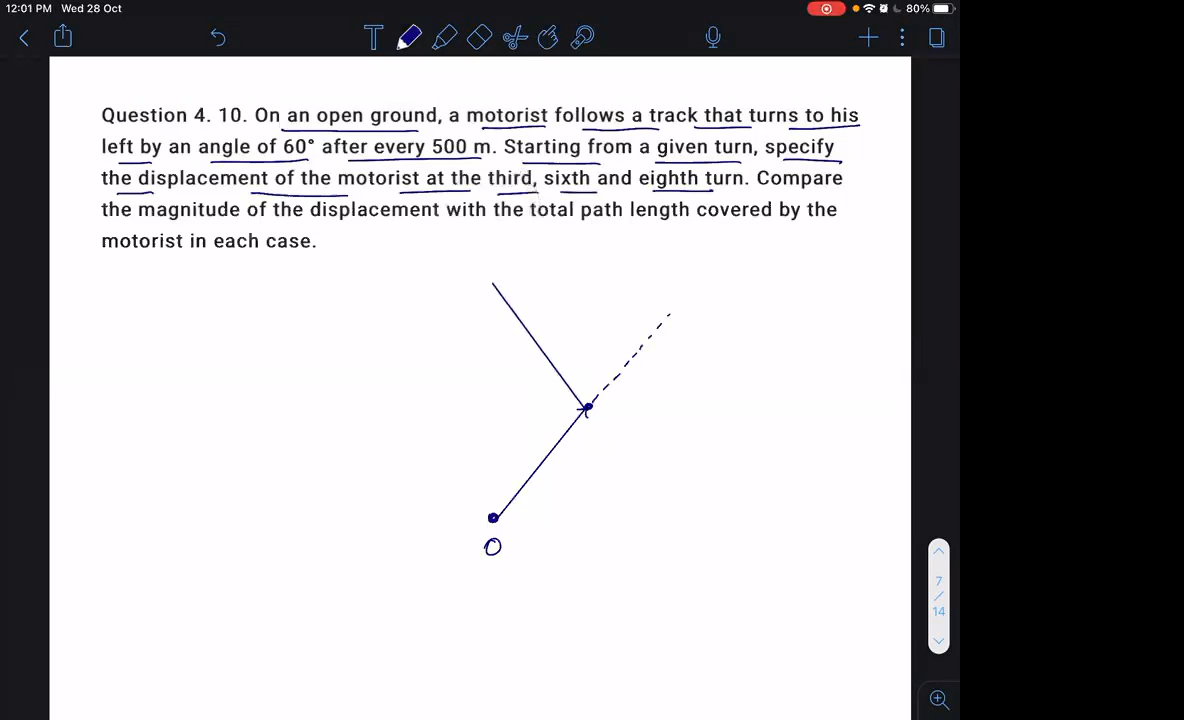 12:01 PM Wed 28 Oct
80%
T
Question 4. 10. On an open ground, a motorist follows a track that turns to his
left by an angle of 60° after every 500 m. Starting from a given turn, specify
the displacement of the motorist at the third, sixth and eighth turn. Compare
the magnitude of the displacement with the total path length covered by the
motorist in each case.
O
7
/
14